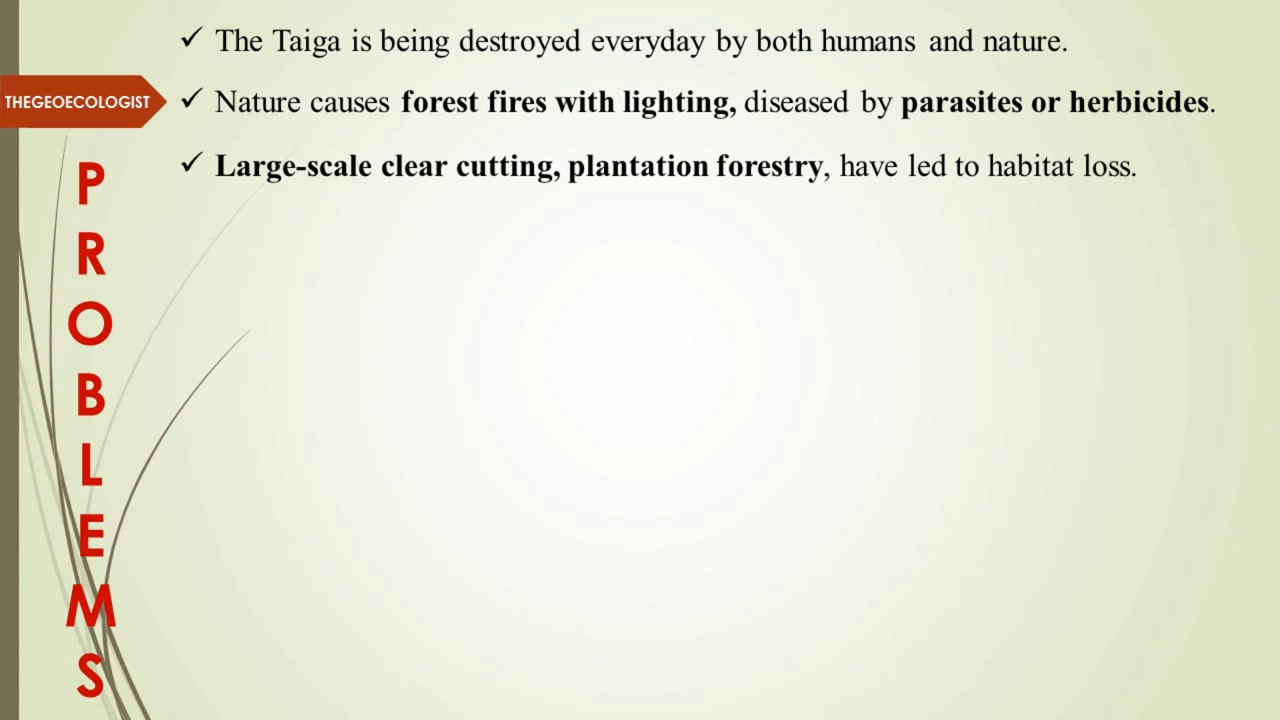 The Taiga is being destroyed everyday by both humans and nature.
THEGEOECOLOGIST
Nature causes forest fires with lighting, diseased by parasites or herbicides.
Large-scale clear cutting, plantation forestry, have led to habitat loss.
P
R
O
B
L
E
M
S